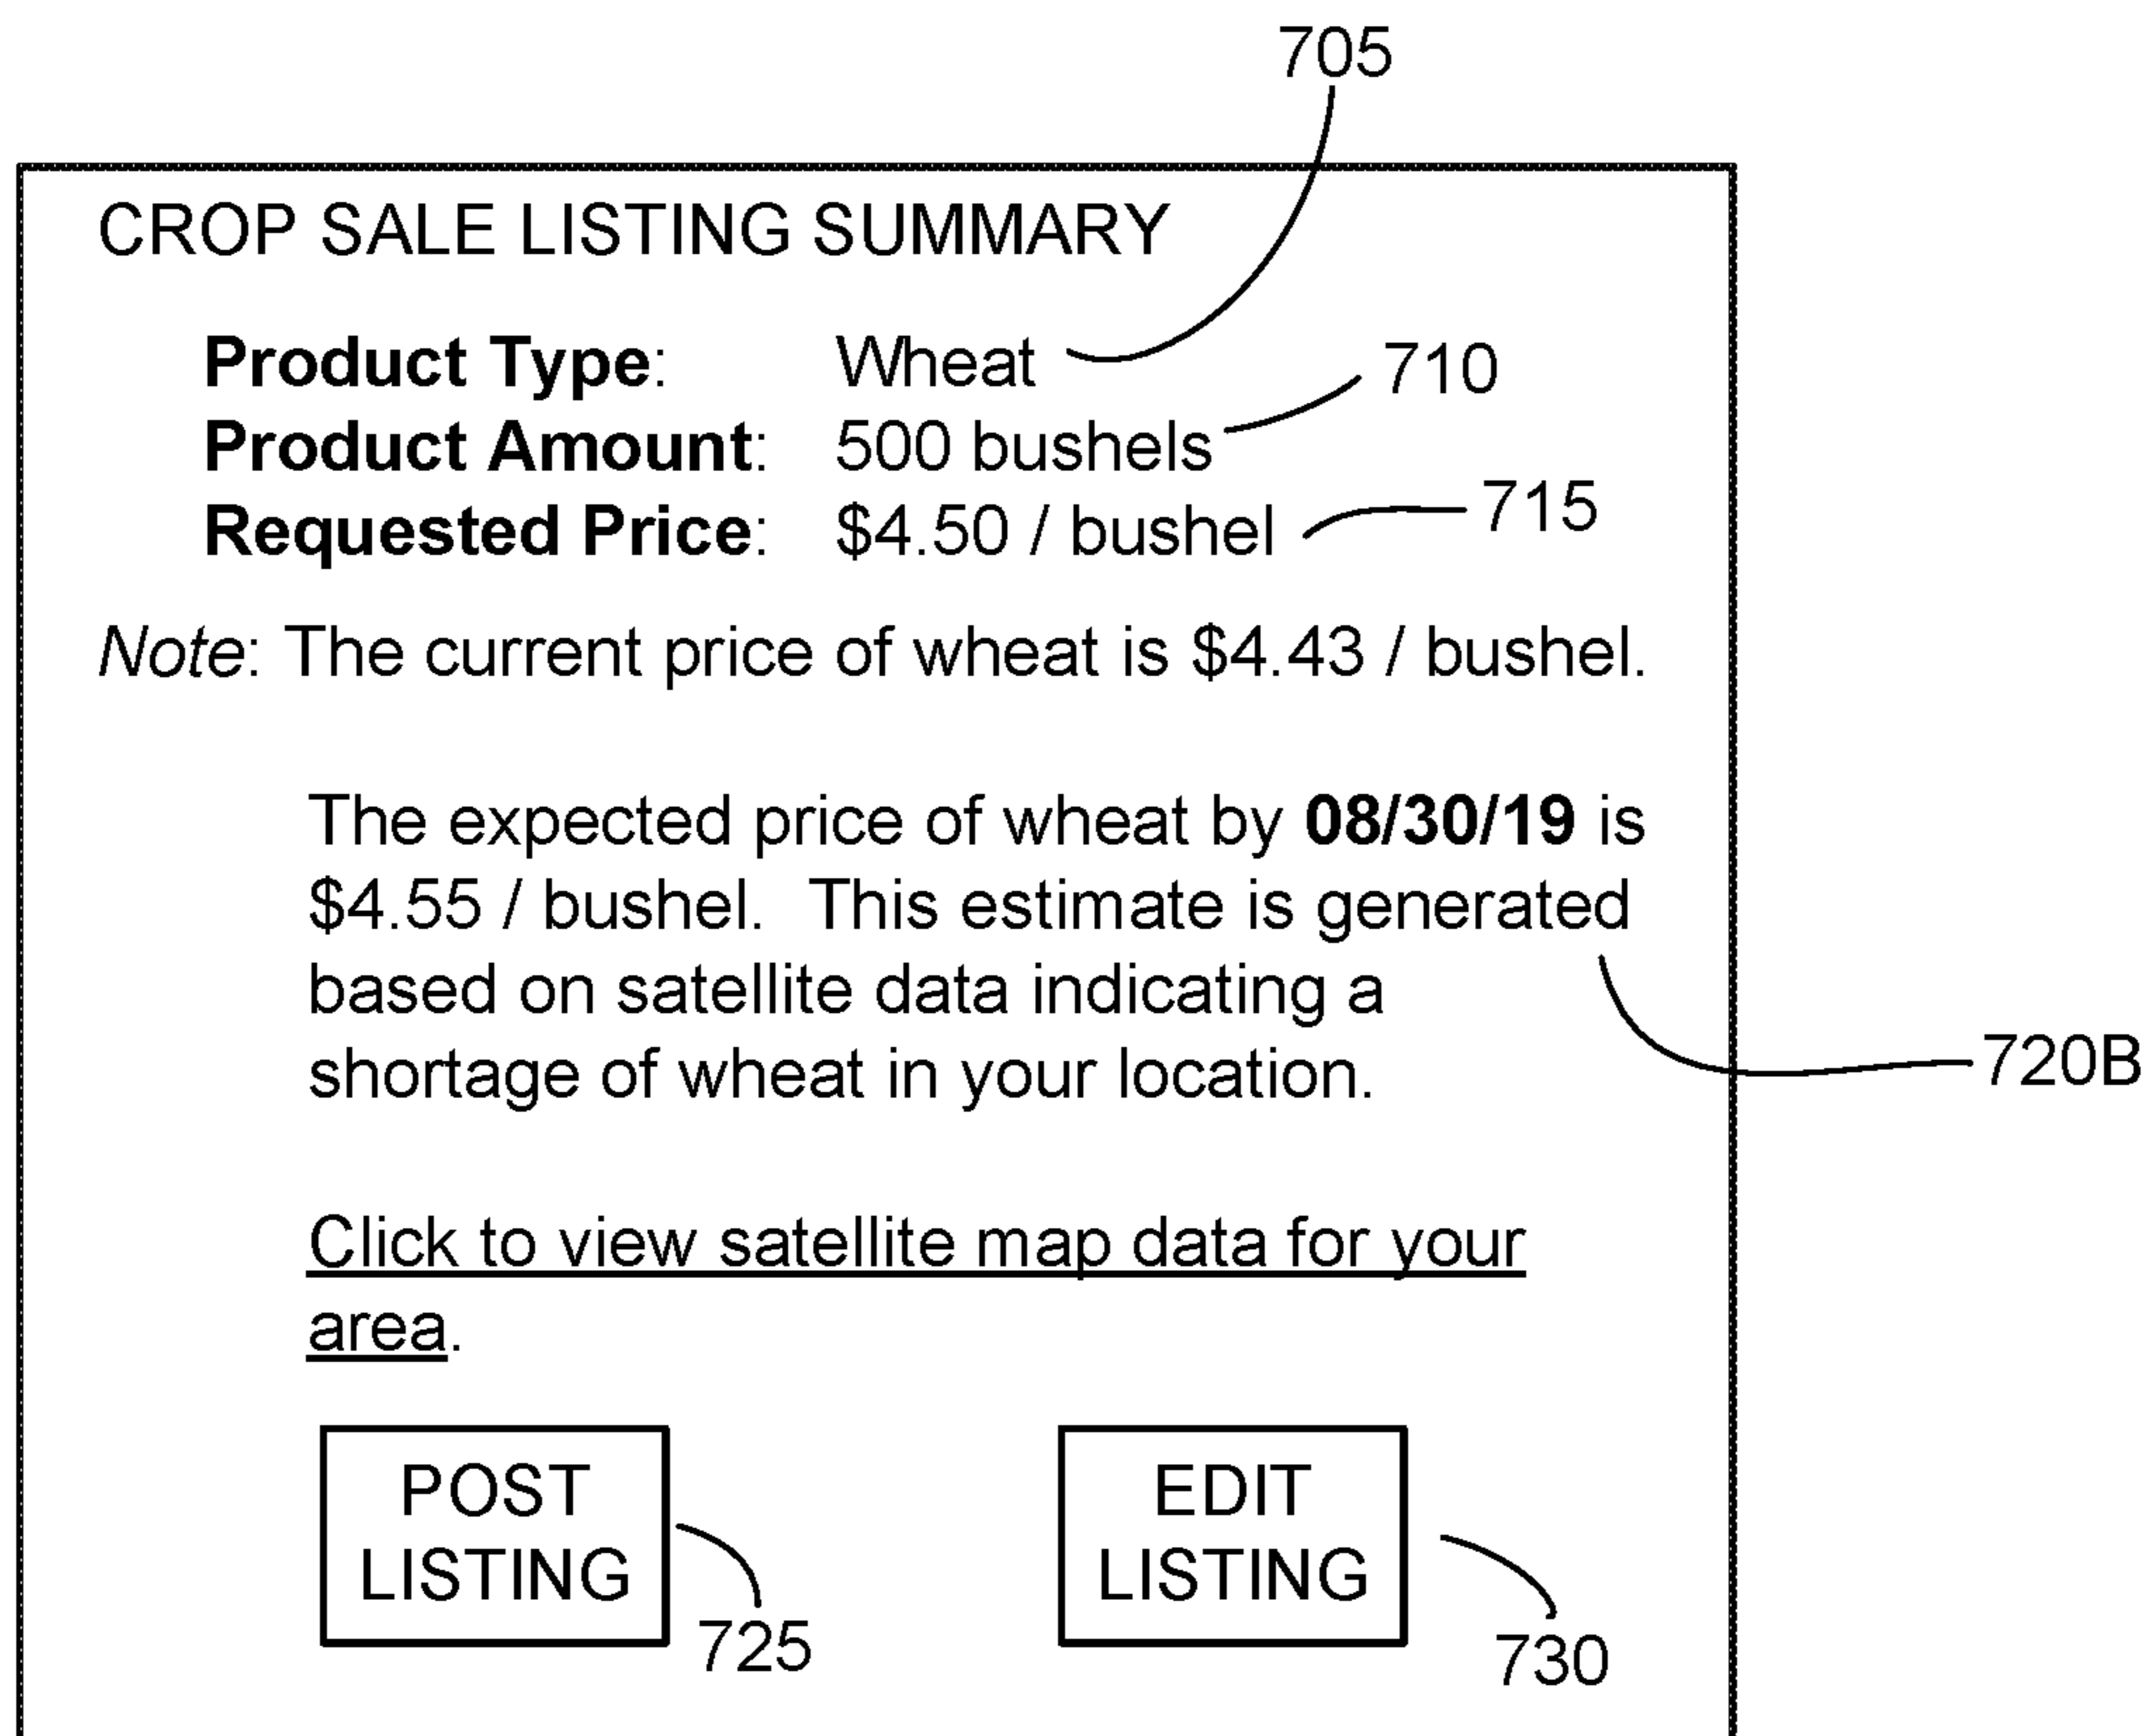 705
CROP SALE LISTING SUMMARY
Product Type: Wheat
710
Product Amount: 500 bushels
715
Requested Price: $4.50 / bushel
Note: The current price of wheat is $4.43 / bushel.
The expected price of wheat by 08/30/19 is
$4.55 / bushel. This estimate is generated
based on satellite data indicating a
shortage of wheat in your location.
720B
Click to view satellite map data for your
area.
POST
LISTING
725
EDIT
LISTING
730